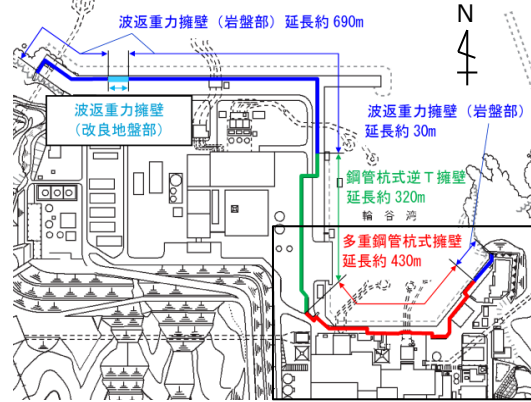 波返重力擁壁（岩盤部）延長約 690m
N
波返重力擁壁
（改良地盤部）
波返重力擁壁（岩盤部）
延長約 30m
鋼管杭式逆Ｔ擁壁
延長約 320m
輪谷湾
多重鋼管杭式擁壁
延長約 430m